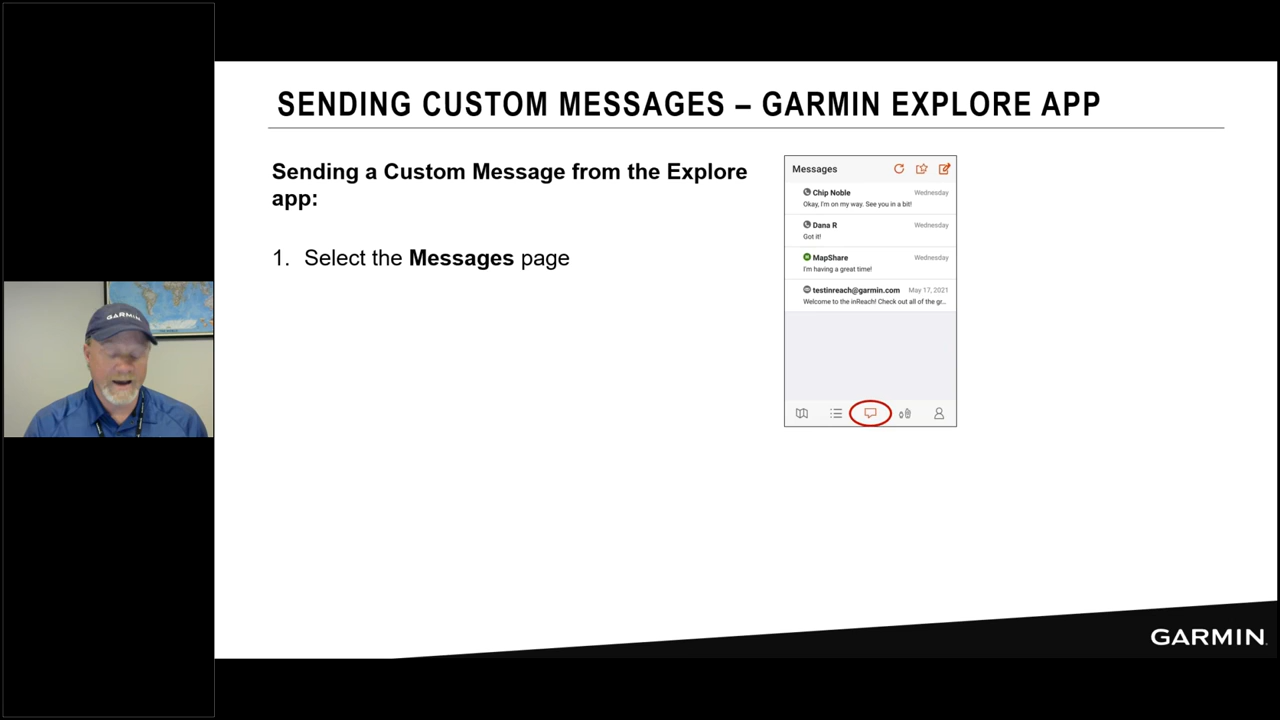 SENDING CUSTOM MESSAGES – GARMIN EXPLORE APP
Sending a Custom Message from the Explore
app:
1. Select the Messages page
Messages
Chip Noble Wednesday
Okay, I'm on my way. See you in a bit!
Dana R Wednesday
Got it!
MapShare Wednesday
I'm having a great time!
testinreach@garmin.com May 17, 2021
Welcome to the inReach! Check out all of the gr...
GARMIN
GARMIN